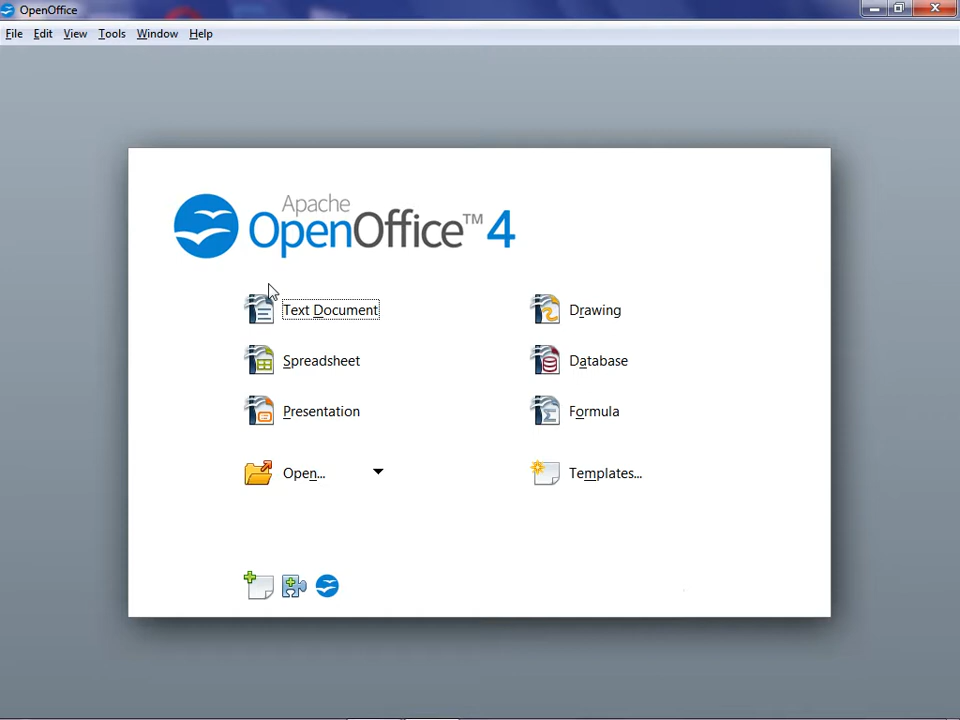 OpenOffice
File Edit View Tools Window Help
Apache
OpenOffice™ 4
Text Document
Drawing
Spreadsheet
Database
Presentation
Formula
Open...
Templates...